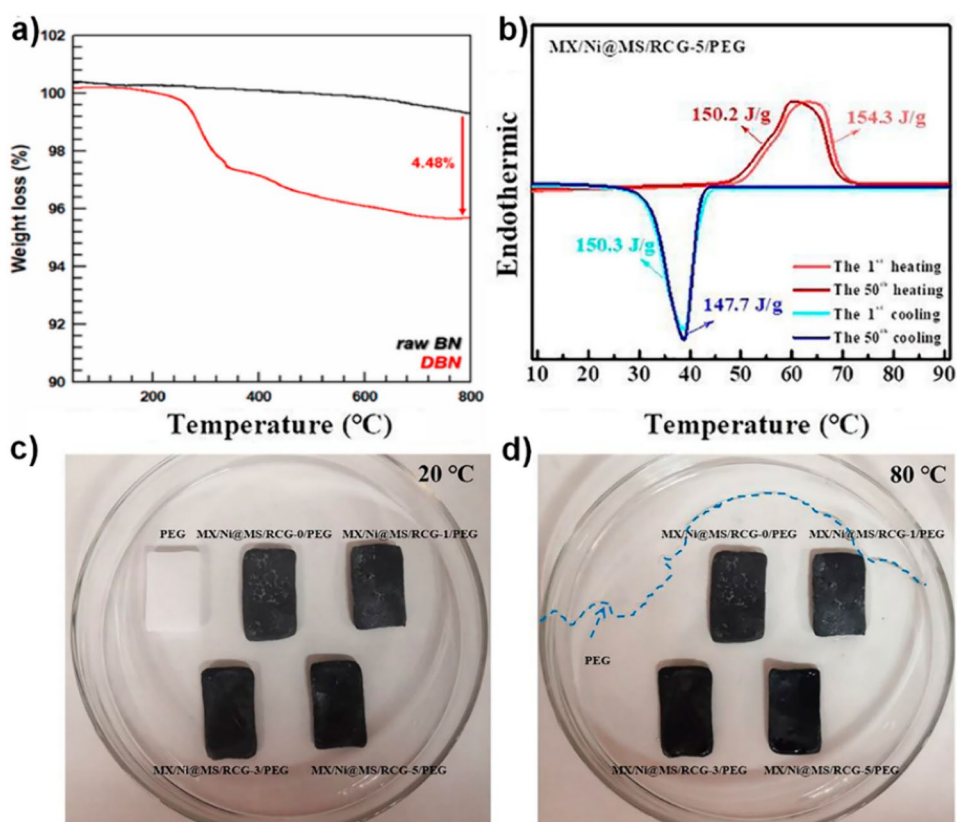 a)
102
100
98
96
94
92
90
Weight loss (%)
4.48%
raw BN
DBN
200
400
600
800
Temperature (°C)
b)
MX/Ni@MS/RCG-5/PEG
Endothermic
150.2 J/g
154.3 J/g
150.3 J/g
147.7 J/g
The 1st heating
The 50th heating
The 1st cooling
The 50th cooling
10 20 30 40 50 60 70 80 90
Temperature (°C)
c)
20 °C
PEG
MX/Ni@MS/RCG-0/PEG
MX/Ni@MS/RCG-1/PEG
MX/Ni@MS/RCG-3/PEG
MX/Ni@MS/RCG-5/PEG
d)
80 °C
MX/Ni@MS/RCG-0/PEG
MX/Ni@MS/RCG-1/PEG
PEG
MX/Ni@MS/RCG-3/PEG
MX/Ni@MS/RCG-5/PEG